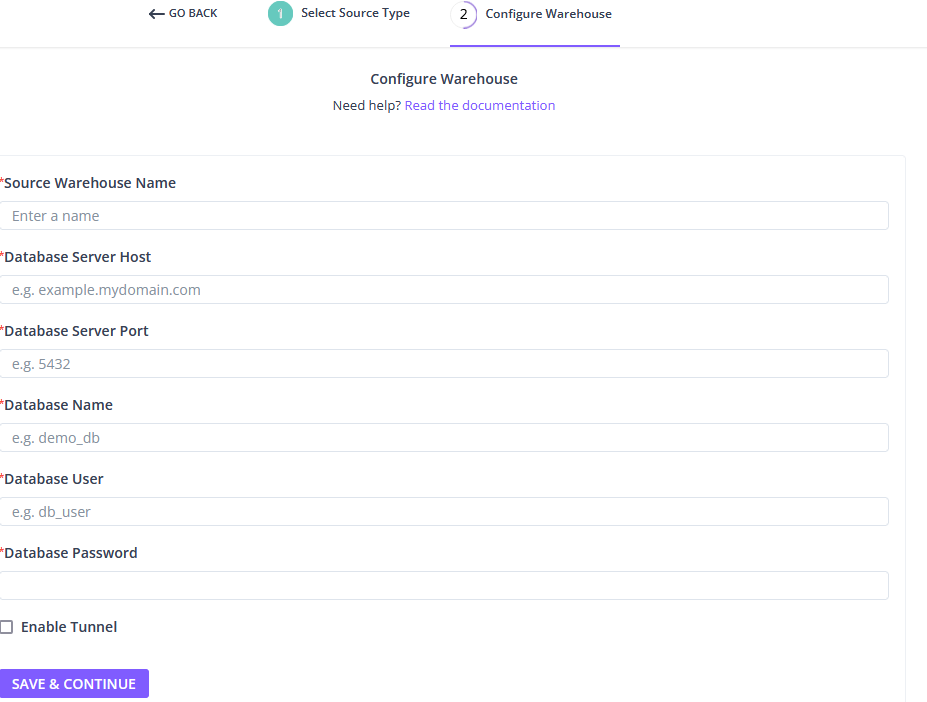 ← GO BACK Select Source Type 2 Configure Warehouse
Configure Warehouse
Need help? Read the documentation
*Source Warehouse Name
Enter a name
*Database Server Host
e.g. example.mydomain.com
*Database Server Port
e.g. 5432
*Database Name
e.g. demo_db
*Database User
e.g. db_user
*Database Password
Enable Tunnel
SAVE & CONTINUE